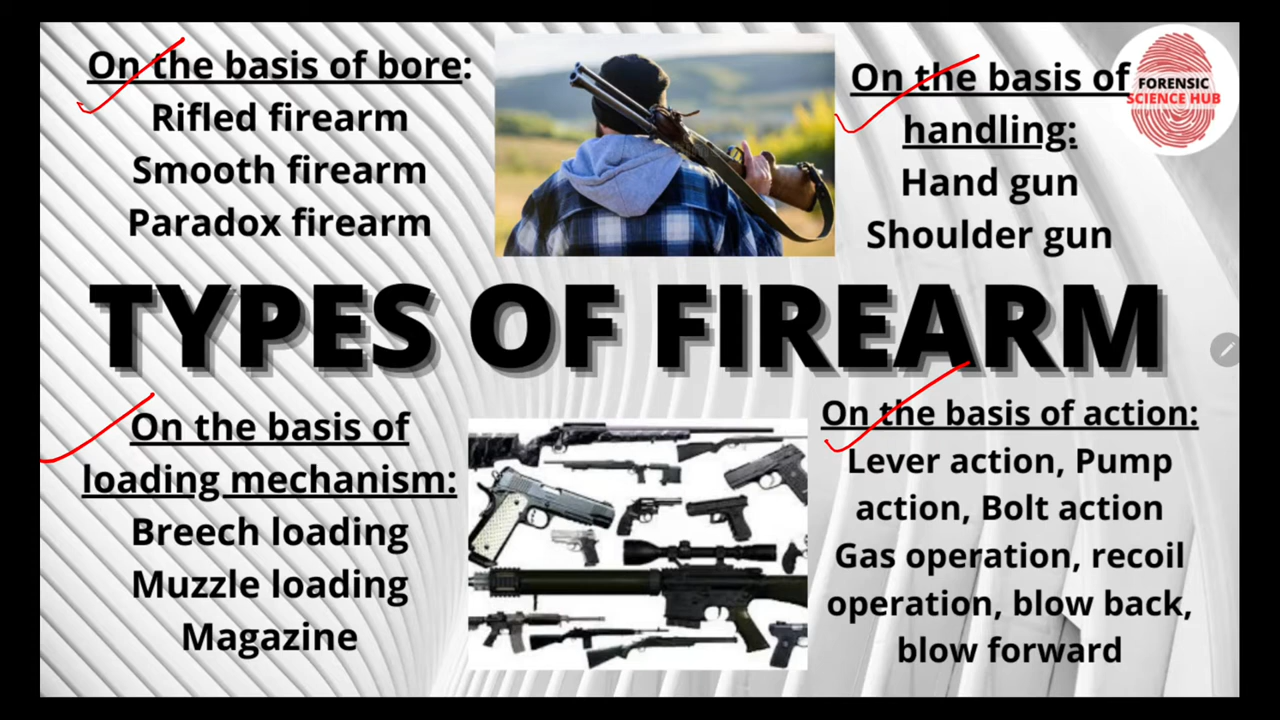 On the basis of bore:
Rifled firearm
Smooth firearm
Paradox firearm
On the basis of
handling:
Hand gun
Shoulder gun
FORENSIC
SCIENCE HUB
TYPES OF FIREARM
On the basis of
loading mechanism:
Breech loading
Muzzle loading
Magazine
On the basis of action:
Lever action, Pump
action, Bolt action
Gas operation, recoil
operation, blow back,
blow forward